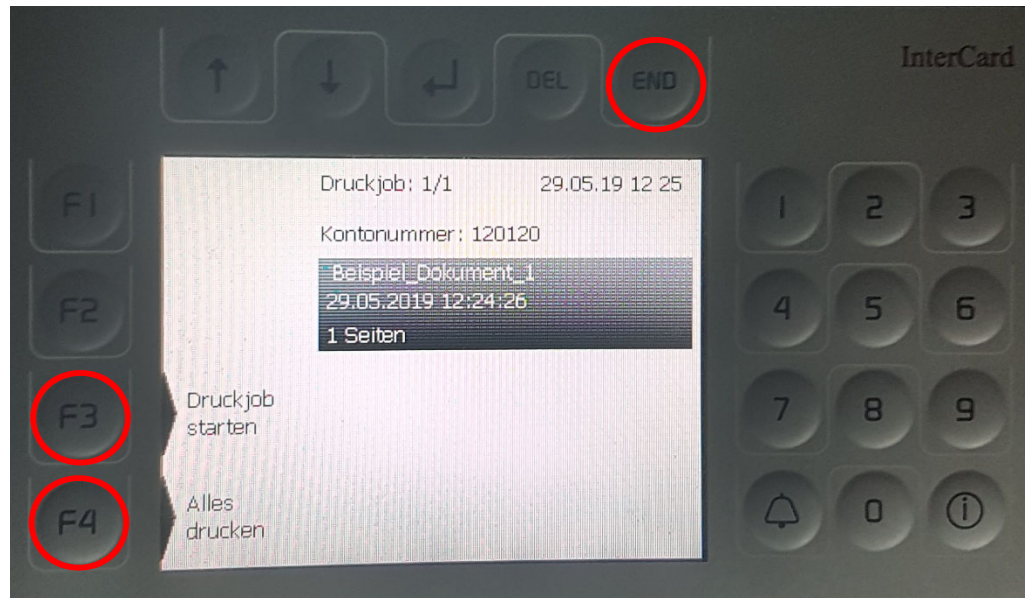 ↑ ↓ ↵ DEL END
InterCard
Druckjob: 1/1 29.05.19 12 25
F1
1 2 3
Kontonummer: 120120
Beispiel_Dokument_1
29.05.2019 12:24:26
1 Seiten
F2
4 5 6
F3
Druckjob
starten
7 8 9
F4
Alles
drucken
0 i